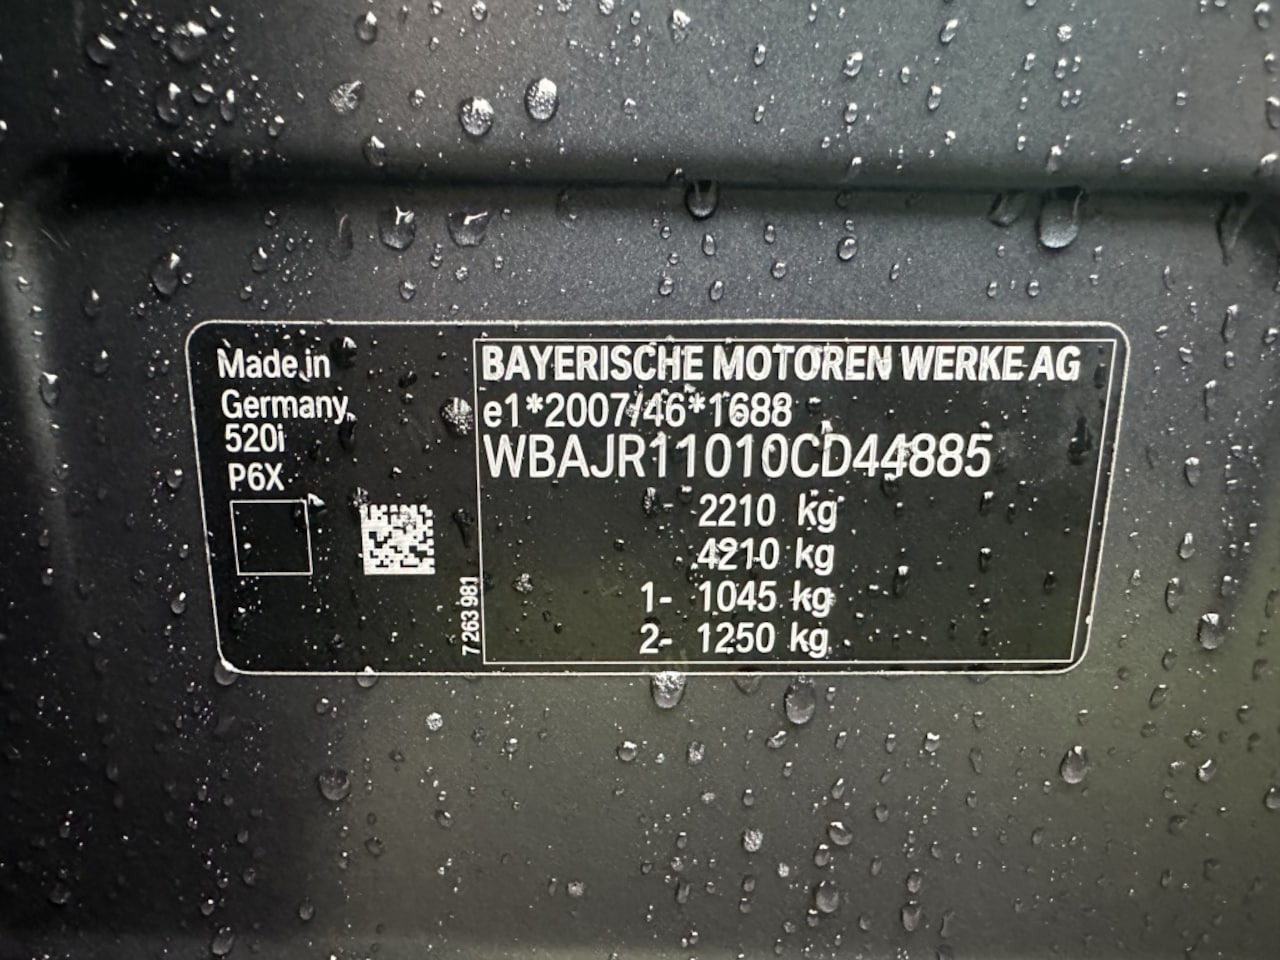 Made in
Germany
520i
P6X
7 263 981
BAYERISCHE MOTOREN WERKE AG
e1*2007/46*1688
WBAJR11010CD44885
- 2210 kg
4210 kg
1- 1045 kg
2- 1250 kg